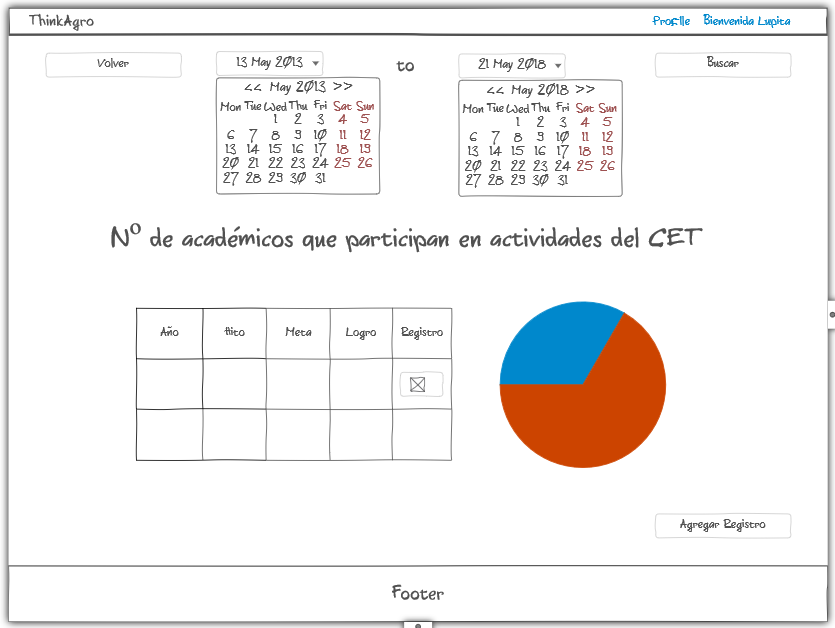 ThinkAgro
Profile Bienvenida Lupita
Volver
13 May 2013
to
21 May 2018
Buscar
<< May 2013 >>
Mon Tue Wed Thu Fri Sat Sun
1 2 3 4 5
6 7 8 9 10 11 12
13 14 15 16 17 18 19
20 21 22 23 24 25 26
27 28 29 30 31
<< May 2018 >>
Mon Tue Wed Thu Fri Sat Sun
1 2 3 4 5
6 7 8 9 10 11 12
13 14 15 16 17 18 19
20 21 22 23 24 25 26
27 28 29 30 31
Nº de académicos que participan en actividades del CET
Año Hito Meta Logro Registro
Agregar Registro
Footer